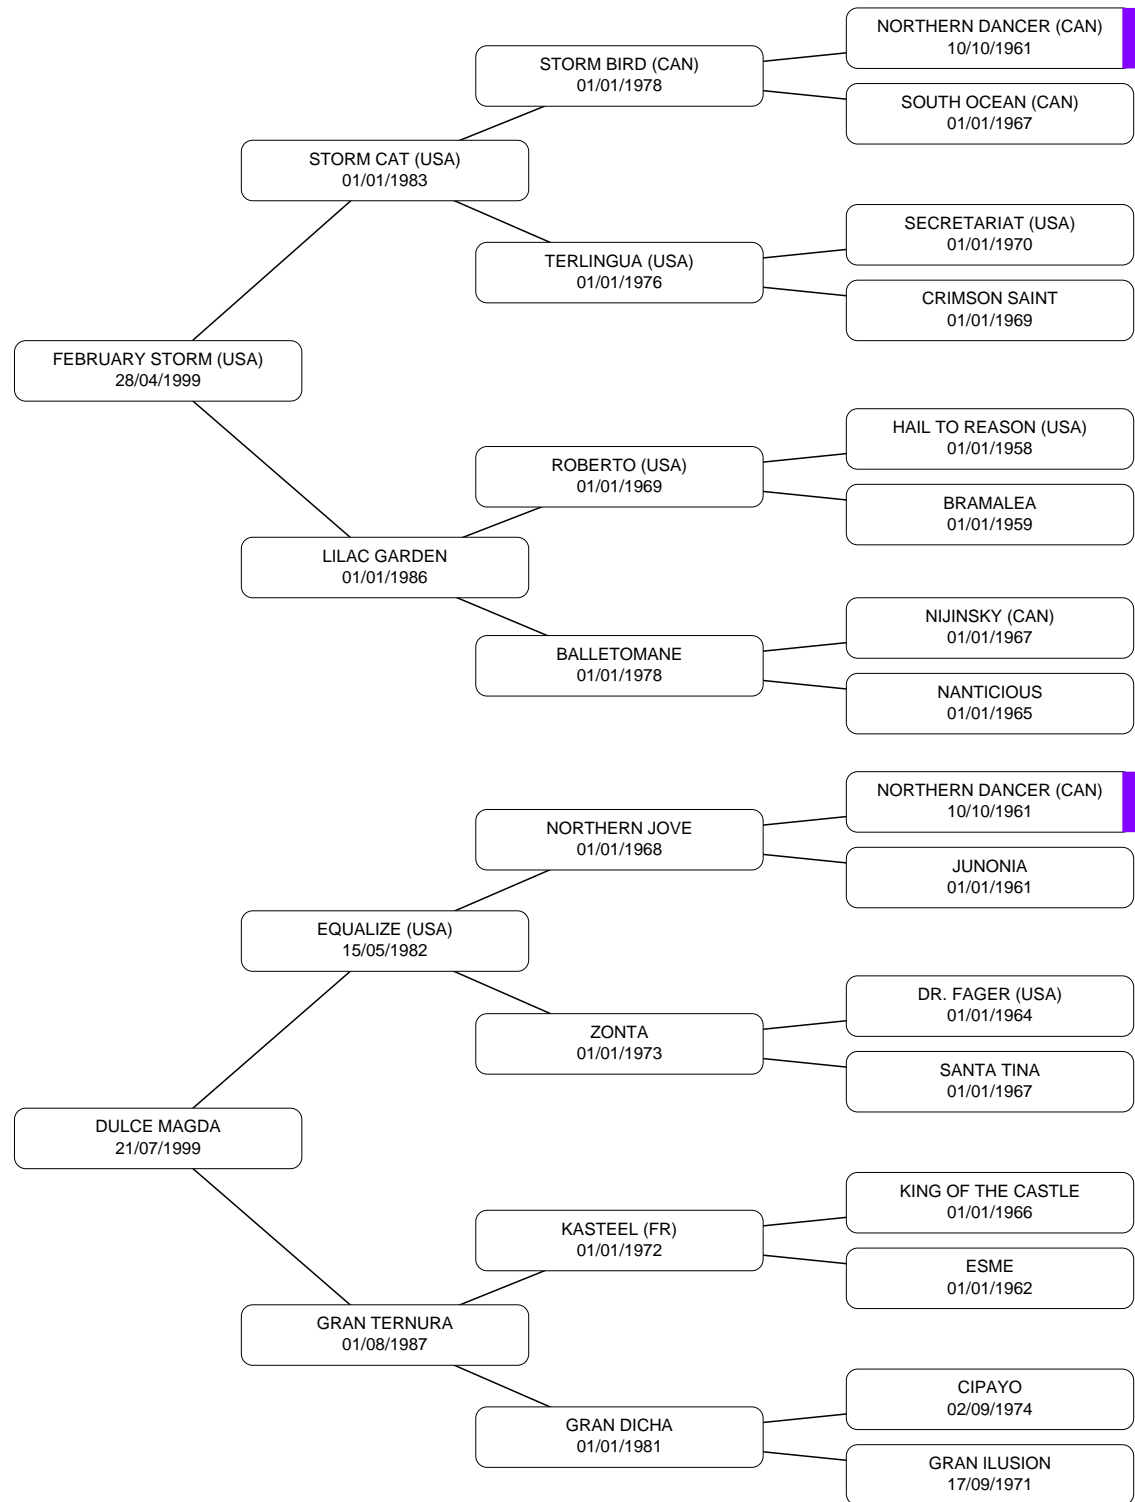 NORTHERN DANCER (CAN)
10/10/1961
STORM BIRD (CAN)
01/01/1978
SOUTH OCEAN (CAN)
01/01/1967
STORM CAT (USA)
01/01/1983
SECRETARIAT (USA)
01/01/1970
TERLINGUA (USA)
01/01/1976
CRIMSON SAINT
01/01/1969
FEBRUARY STORM (USA)
28/04/1999
HAIL TO REASON (USA)
01/01/1958
ROBERTO (USA)
01/01/1969
BRAMALEA
01/01/1959
LILAC GARDEN
01/01/1986
NIJINSKY (CAN)
01/01/1967
BALLETOMANE
01/01/1978
NANTICIOUS
01/01/1965
NORTHERN DANCER (CAN)
10/10/1961
NORTHERN JOVE
01/01/1968
JUNONIA
01/01/1961
EQUALIZE (USA)
15/05/1982
DR. FAGER (USA)
01/01/1964
ZONTA
01/01/1973
SANTA TINA
01/01/1967
DULCE MAGDA
21/07/1999
KING OF THE CASTLE
01/01/1966
KASTEEL (FR)
01/01/1972
ESME
01/01/1962
GRAN TERNURA
01/08/1987
CIPAYO
02/09/1974
GRAN DICHA
01/01/1981
GRAN ILUSION
17/09/1971